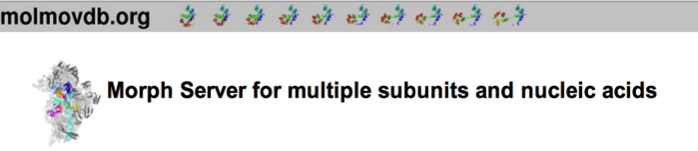 molmovdb.org
Morph Server for multiple subunits and nucleic acids